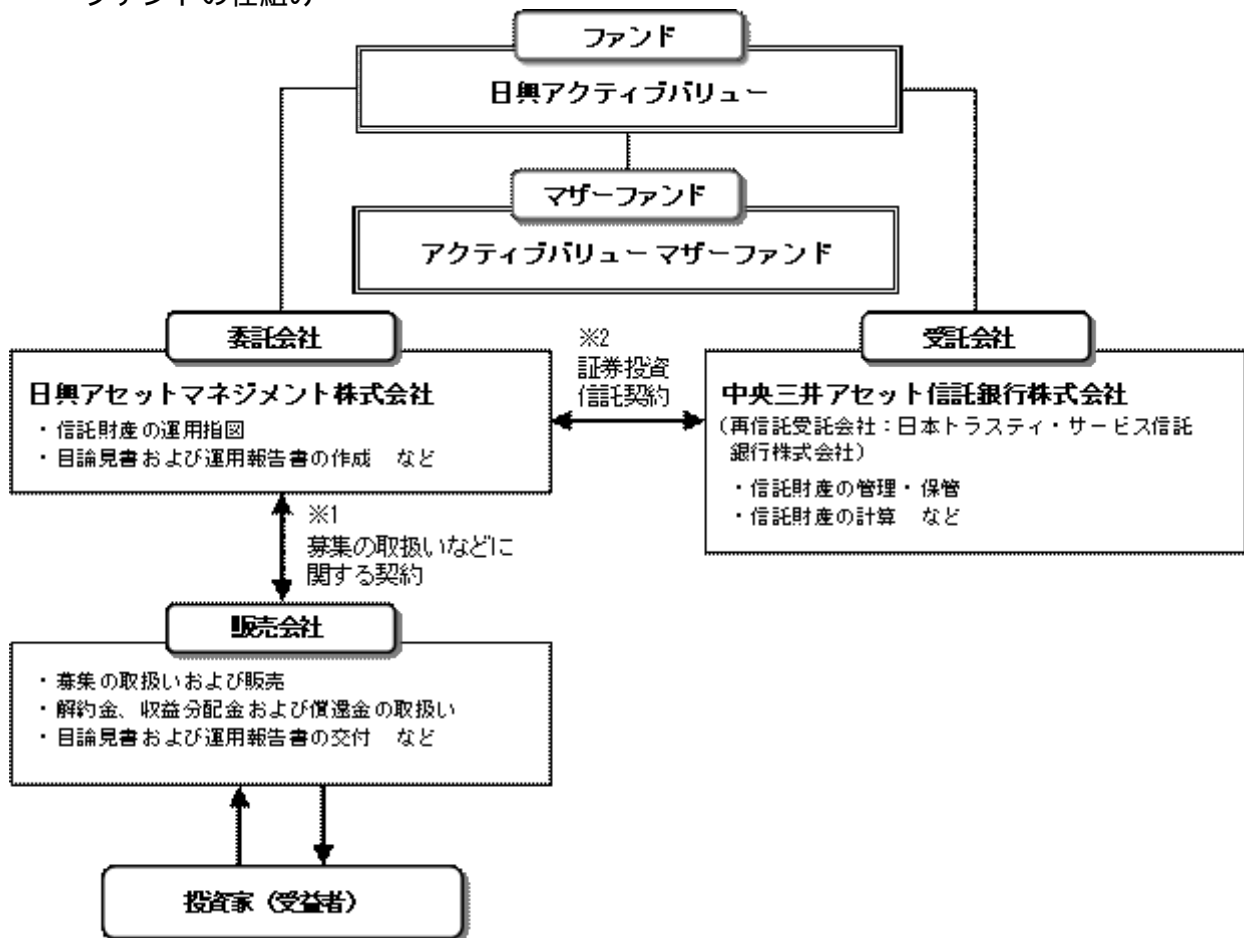 ファンドの仕組み
ファンド
日興アクティブバリュー
マザーファンド
アクティブバリュー マザーファンド
委託会社
日興アセットマネジメント株式会社
・信託財産の運用指図
・目論見書および運用報告書の作成 など
※2
証券投資
信託契約
受託会社
中央三井アセット信託銀行株式会社
（再信託受託会社：日本トラスティ・サービス信託
銀行株式会社）
・信託財産の管理・保管
・信託財産の計算 など
※1
募集の取扱いなどに
関する契約
販売会社
・募集の取扱いおよび販売
・解約金、収益分配金および償還金の取扱い
・目論見書および運用報告書の交付 など
投資家（受益者）